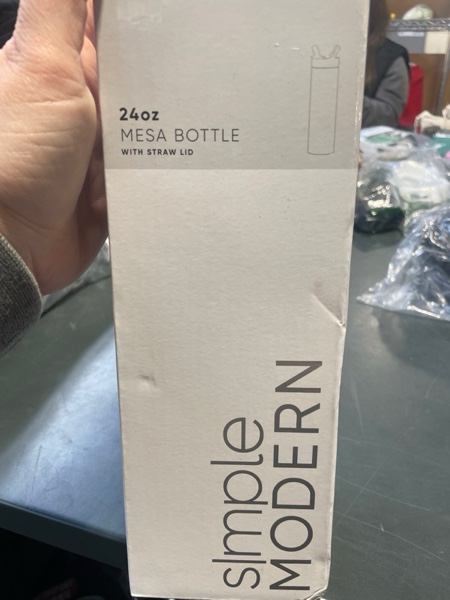 24oz
MESA BOTTLE
WITH STRAW LID
sImple
MODERN